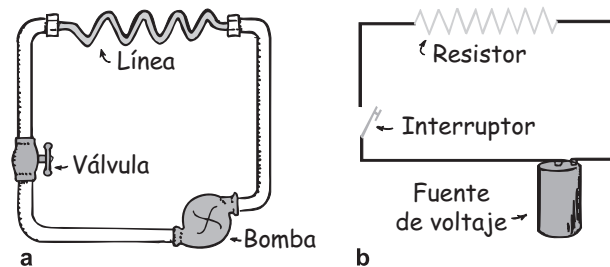 Línea
Válvula
Bomba
a
Resistor
Interruptor
Fuente
de voltaje
b